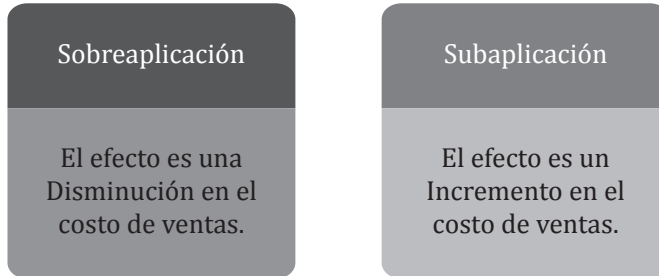 Sobreaplicación
El efecto es una
Disminución en el
costo de ventas.
Subaplicación
El efecto es un
Incremento en el
costo de ventas.